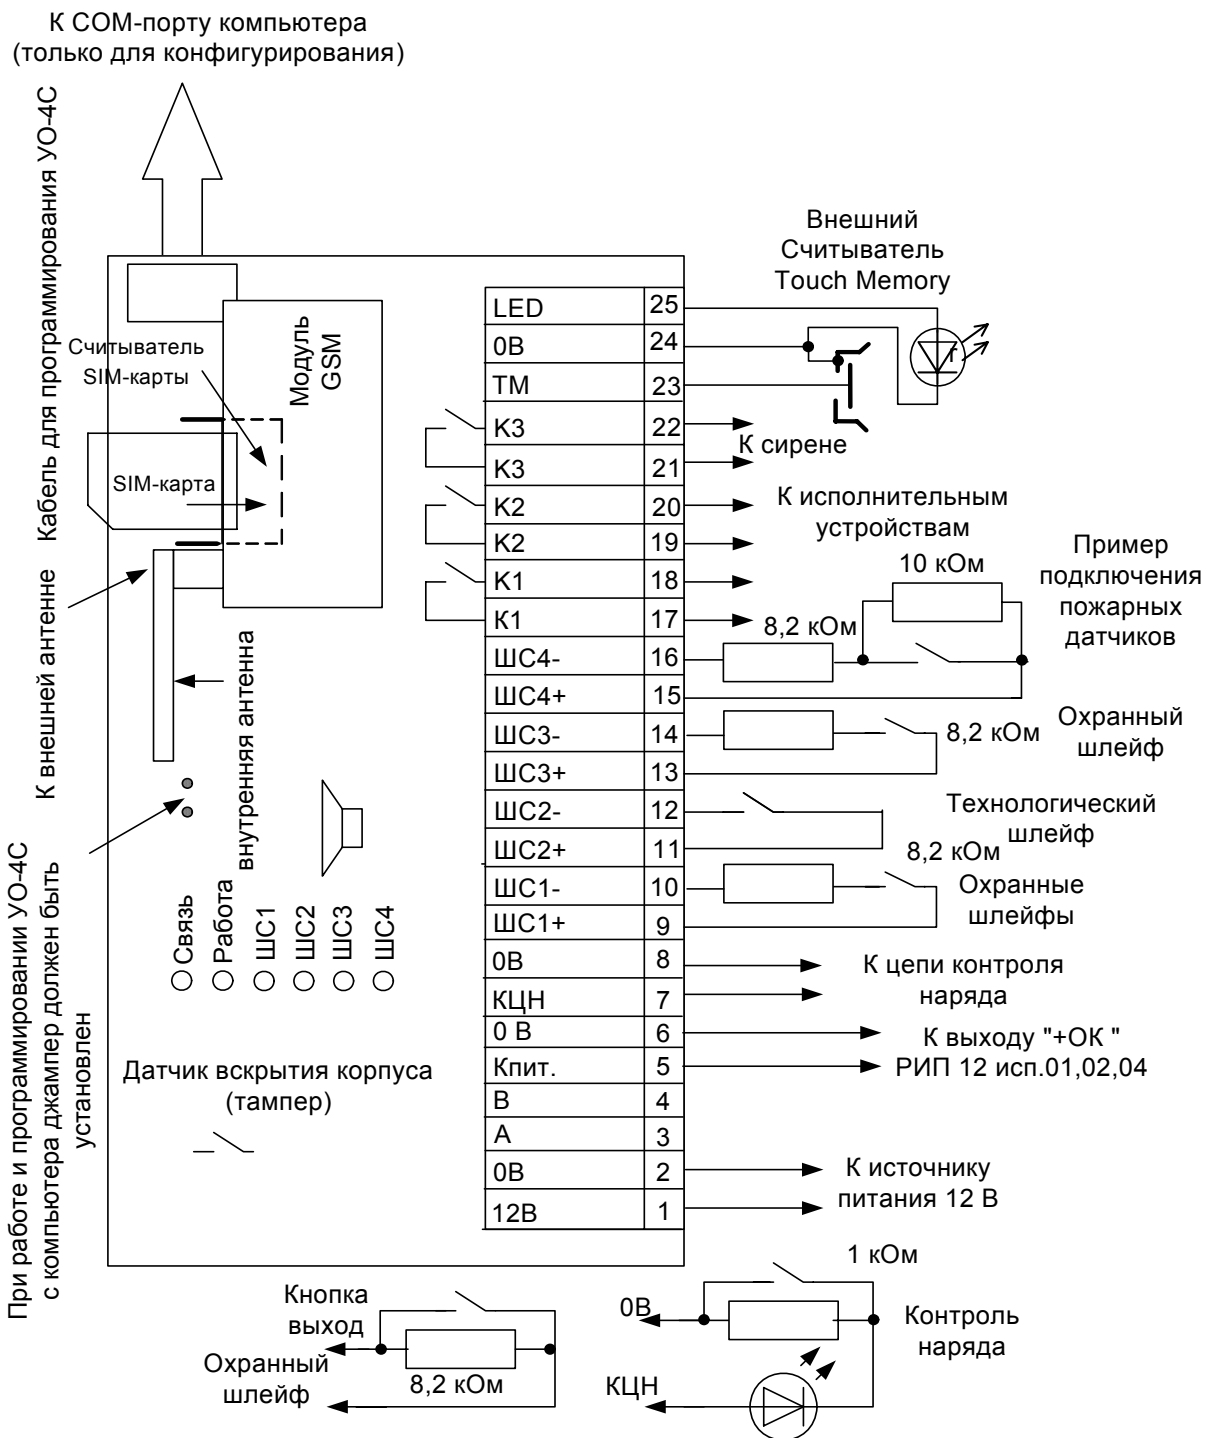 К COM-порту компьютера
(только для конфигурирования)
Кабель для программирования УО-4С
К внешней антенне
При работе и программировании УО-4С
с компьютера джампер должен быть
установлен
Считыватель
SIM-карты
Модуль
GSM
SIM-карта
внутренняя антенна
Связь
Работа
ШС1
ШС2
ШС3
ШС4
Датчик вскрытия корпуса
(тампер)
LED 25
0В 24
ТМ 23
К3 22
К3 21
К2 20
К2 19
К1 18
К1 17
ШС4- 16
ШС4+ 15
ШС3- 14
ШС3+ 13
ШС2- 12
ШС2+ 11
ШС1- 10
ШС1+ 9
0В 8
КЦН 7
0 В 6
Кпит. 5
В 4
А 3
0В 2
12В 1
Внешний
Считыватель
Touch Memory
r
К сирене
К исполнительным
устройствам
10 кОм
8,2 кОм
Пример
подключения
пожарных
датчиков
8,2 кОм
Охранный
шлейф
Технологический
шлейф
8,2 кОм
Охранные
шлейфы
К цепи контроля
наряда
К выходу "+ОК "
РИП 12 исп.01,02,04
К источнику
питания 12 В
Кнопка
выход
Охранный
шлейф
8,2 кОм
1 кОм
0В
КЦН
Контроль
наряда